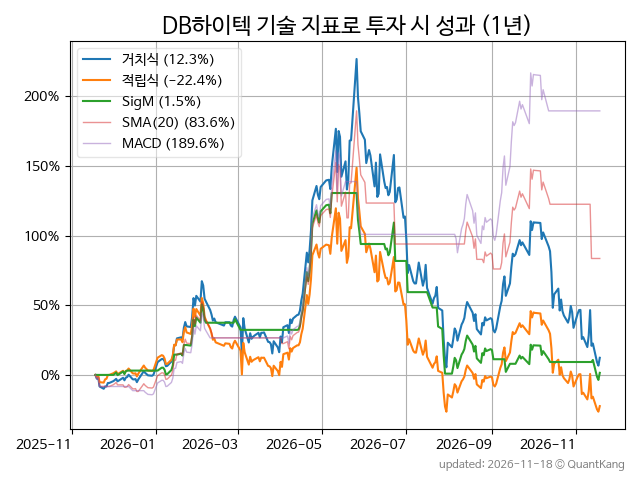 DB하이텍 기술 지표로 투자 시 성과 (1년)
거치식 (12.3%)
적립식 (-22.4%)
SigM (1.5%)
SMA(20) (83.6%)
MACD (189.6%)
200%
150%
100%
50%
0%
2025-11 2026-01 2026-03 2026-05 2026-07 2026-09 2026-11
updated: 2026-11-18 © QuantKang